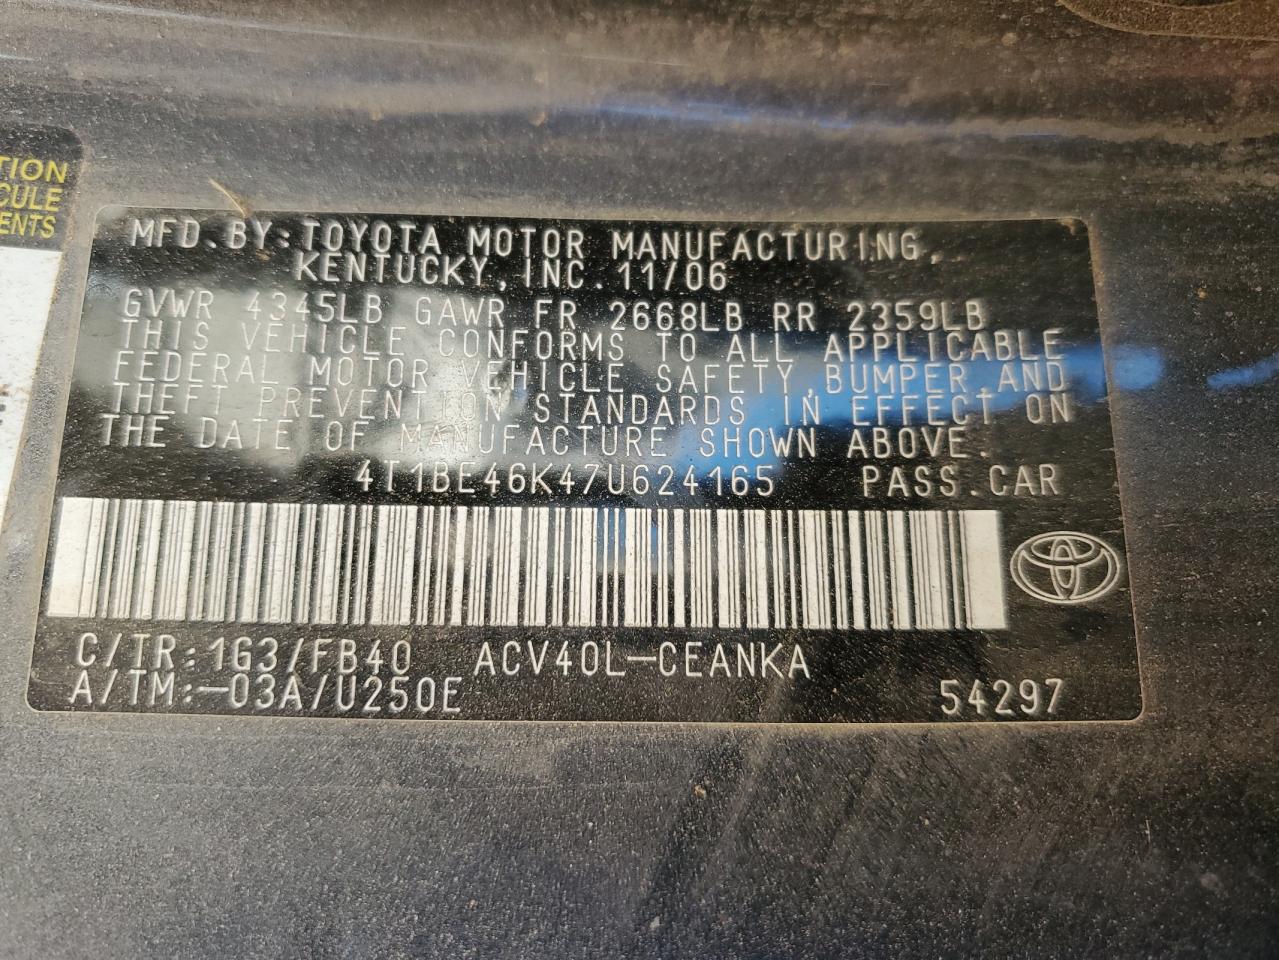 TION
CULE
ENTS
MFD.BY:TOYOTA MOTOR MANUFACTURING,
KENTUCKY,INC.11/06
GVWR 4345LB GAWR FR 2668LB RR 2359LB
THIS VEHICLE CONFORMS TO ALL APPLICABLE
FEDERAL MOTOR VEHICLE SAFETY,BUMPER,AND
THEFT PREVENTION STANDARDS IN EFFECT ON
THE DATE OF MANUFACTURE SHOWN ABOVE.
4T1BE46K47U624165 PASS.CAR
C/TR:1G3/FB40 ACV40L-CEANKA
A/TM:-03A/U250E 54297